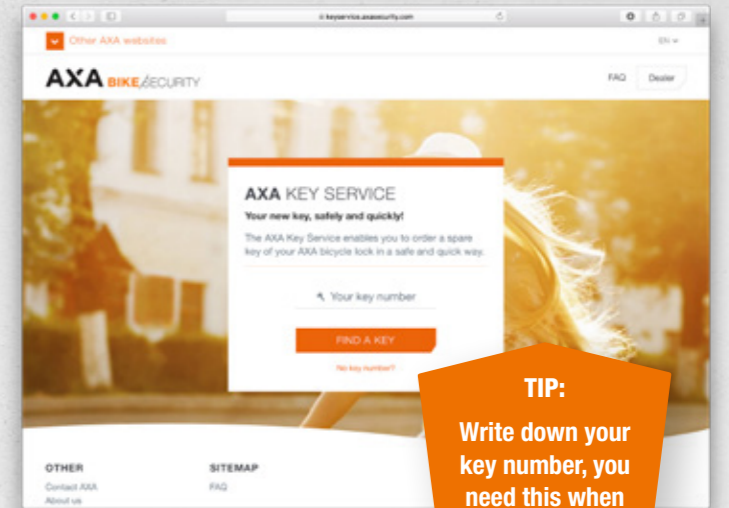 keyservice.axasecurity.com
Other AXA websites
EN
AXA BIKE SECURITY
FAQ
Dealer
AXA KEY SERVICE
Your new key, safely and quickly!
The AXA Key Service enables you to order a spare
key of your AXA bicycle lock in a safe and quick way.
Your key number
FIND A KEY
No key number?
TIP:
Write down your
key number, you
need this when
OTHER
SITEMAP
Contact AXA
FAQ
About us